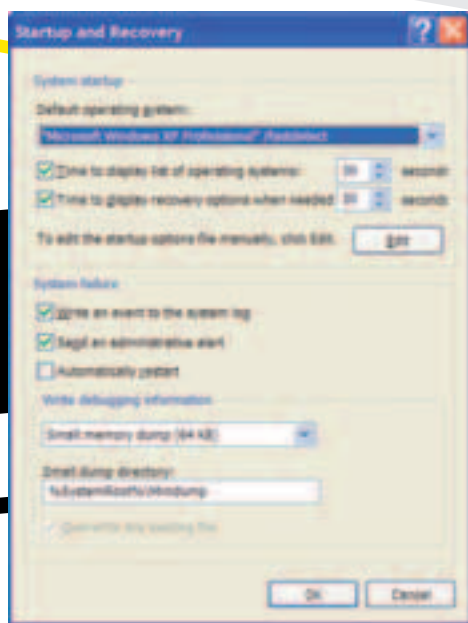 Startup and Recovery
System startup
Default operating system:
"Microsoft Windows XP Professional" /fastdetect
Time to display list of operating systems: 30 seconds
Time to display recovery options when needed: 30 seconds
To edit the startup options file manually, click Edit.
Edit
System failure
Write an event to the system log
Send an administrative alert
Automatically restart
Write debugging information
Small memory dump (64 KB)
Small dump directory:
%SystemRoot%\Minidump
Overwrite any existing file
OK
Cancel